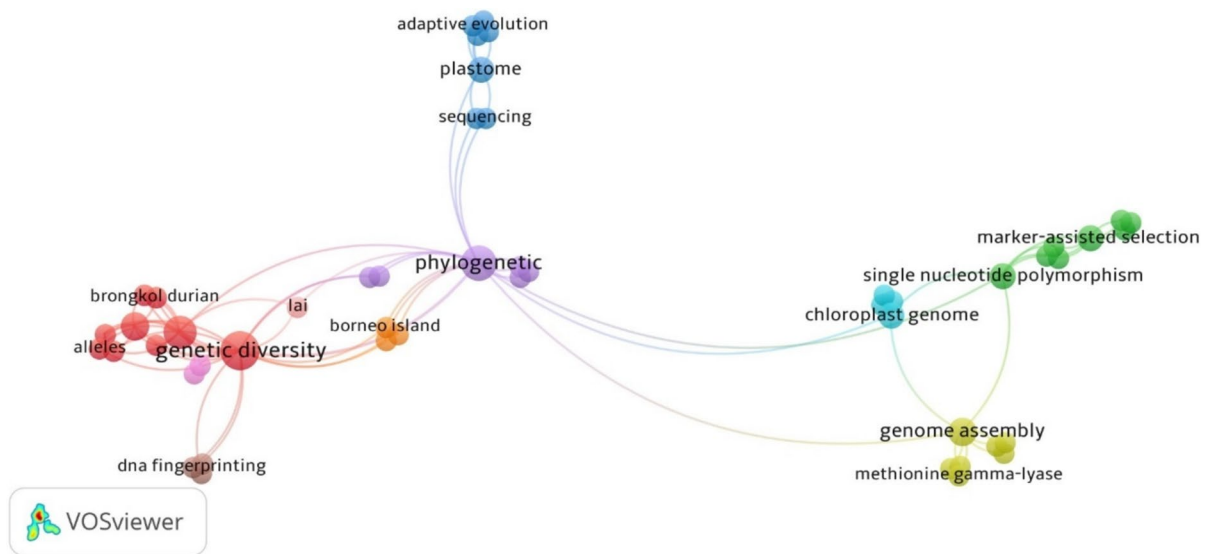 adaptive evolution
plastome
sequencing
phylogenetic
marker-assisted selection
single nucleotide polymorphism
chloroplast genome
brongkol durian
lai
borneo island
alleles
genetic diversity
genome assembly
dna fingerprinting
methionine gamma-lyase
VOSviewer